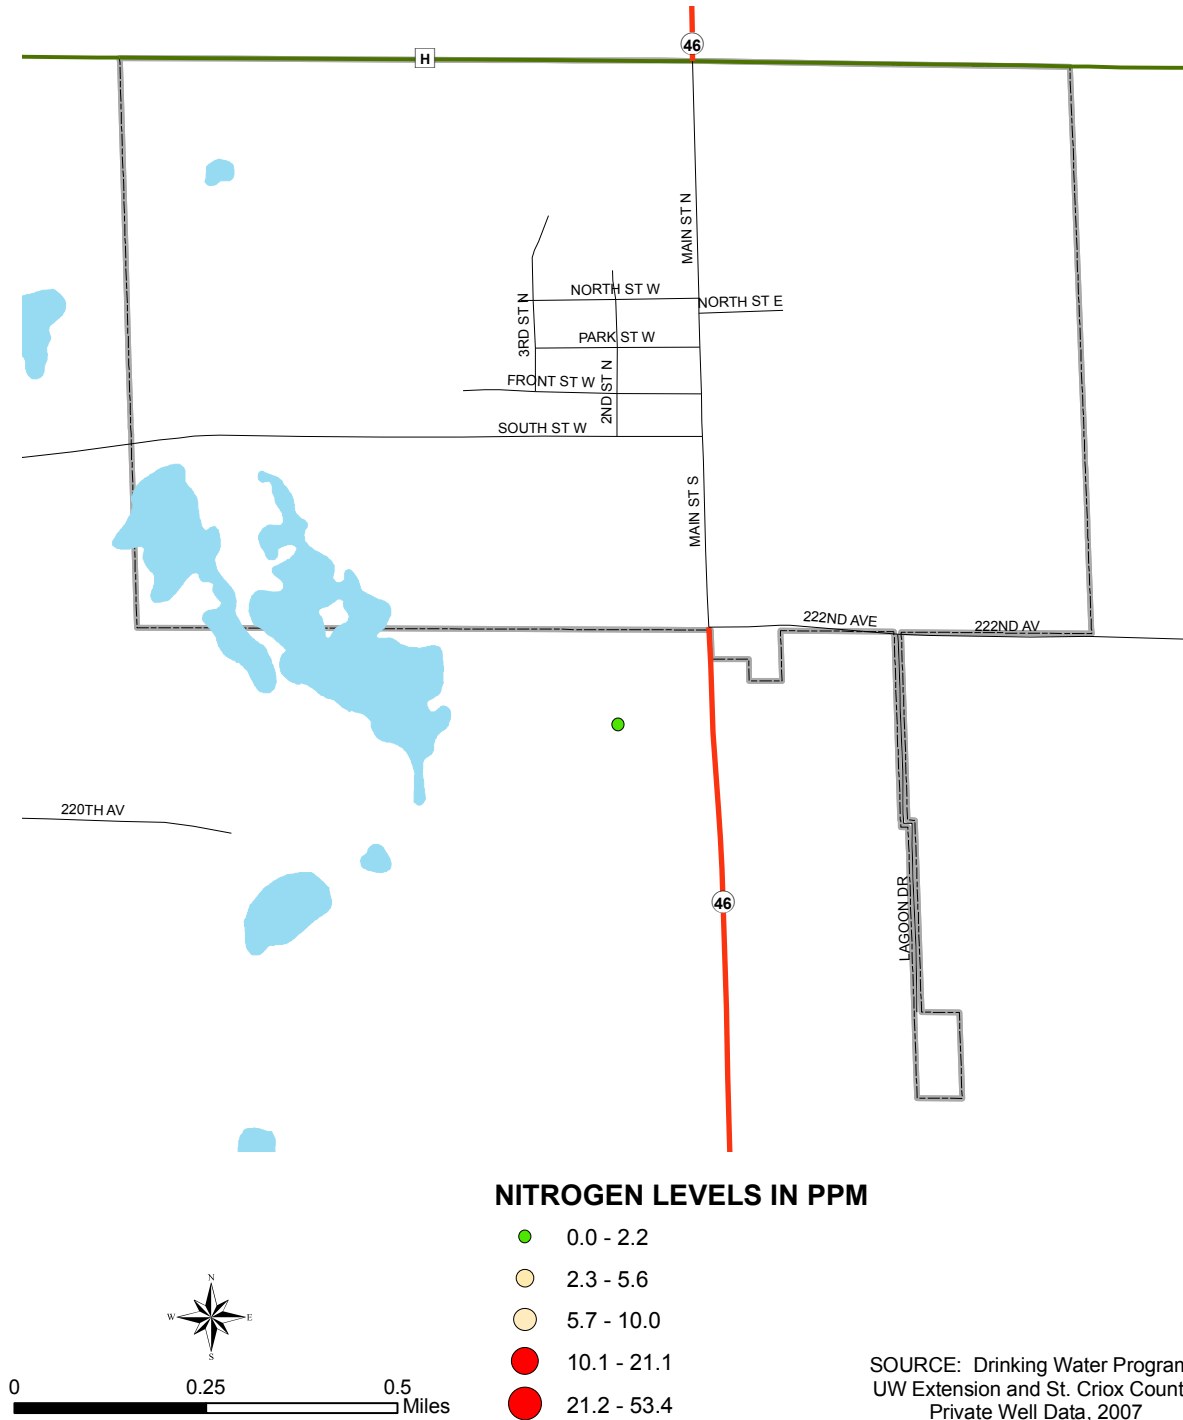 46
H
MAIN ST N
NORTH ST W
NORTH ST E
3RD ST N
PARK ST W
FRONT ST W
2ND ST N
SOUTH ST W
MAIN ST S
222ND AVE
222ND AV
220TH AV
LAGOON DR
46
NITROGEN LEVELS IN PPM
0.0 - 2.2
2.3 - 5.6
5.7 - 10.0
10.1 - 21.1
21.2 - 53.4
N
W E
S
0 0.25 0.5
Miles
SOURCE: Drinking Water Program
UW Extension and St. Criox Count
Private Well Data, 2007